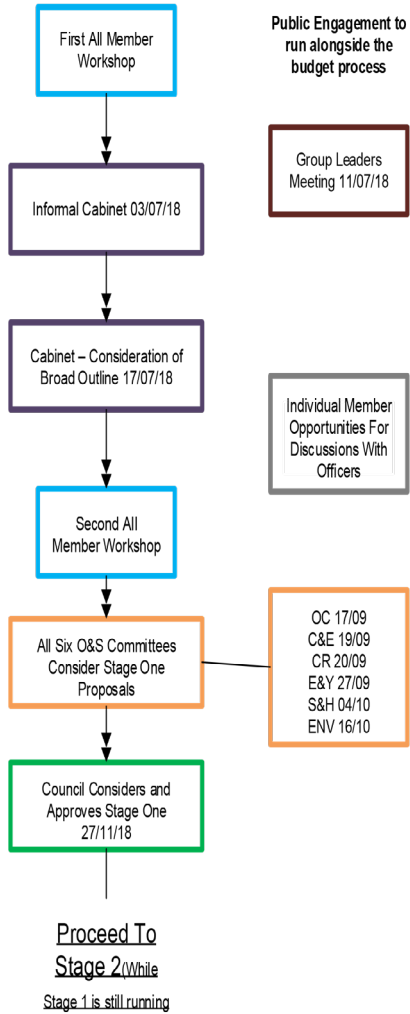 First All Member
Workshop
Public Engagement to
run alongside the
budget process
Informal Cabinet 03/07/18
Group Leaders
Meeting 11/07/18
Cabinet – Consideration of
Broad Outline 17/07/18
Individual Member
Opportunities For
Discussions With
Officers
Second All
Member Workshop
All Six O&S Committees
Consider Stage One
Proposals
OC 17/09
C&E 19/09
CR 20/09
E&Y 27/09
S&H 04/10
ENV 16/10
Council Considers and
Approves Stage One
27/11/18
Proceed To
Stage 2(While
Stage 1 is still running